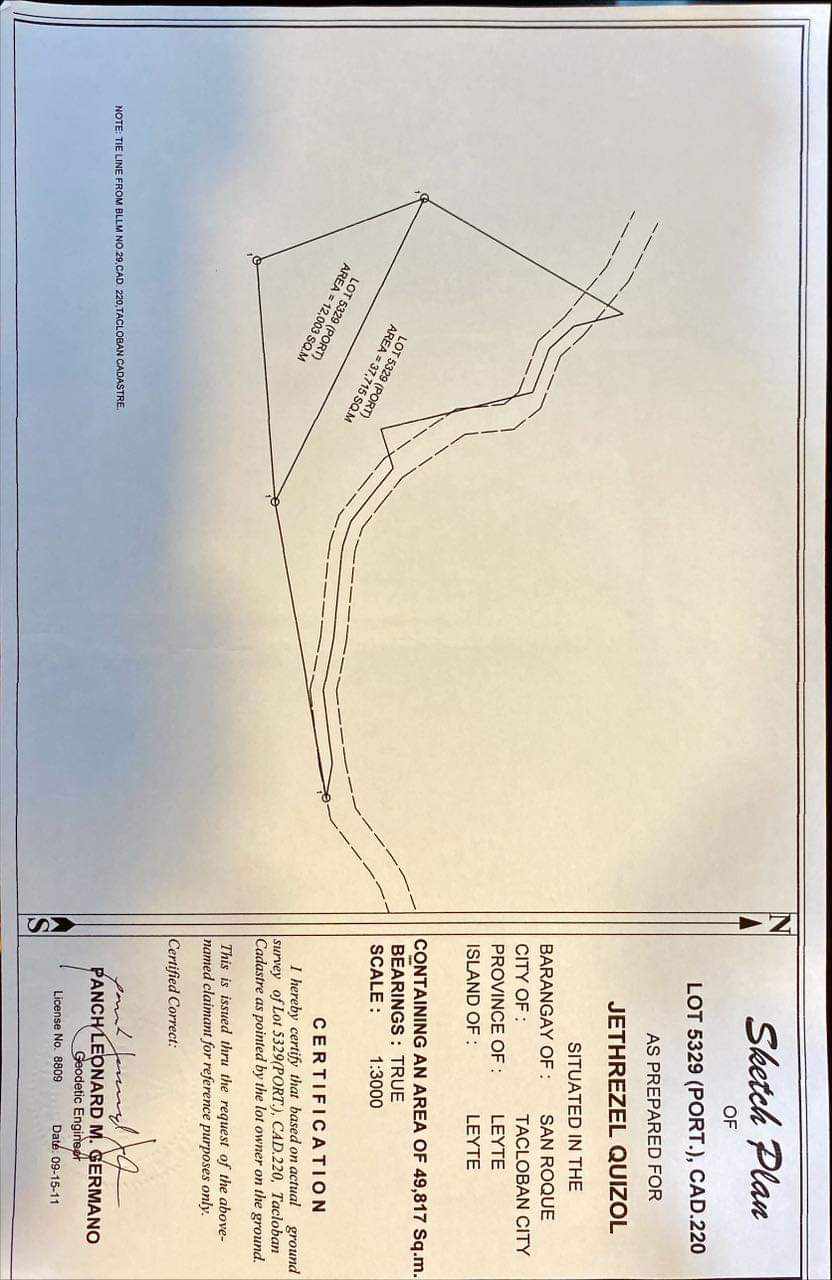 LOT 5329 (PORT)
AREA = 37,715 SQ.M
LOT 5329 (PORT)
AREA = 12,003 SQ.M
1
1
1
1
NOTE: TIE LINE FROM BLLM NO.29,CAD 220,TACLOBAN CADASTRE.
N
S
Sketch Plan
OF
LOT 5329 (PORT.), CAD.220
AS PREPARED FOR
JETHREZEL QUIZOL
SITUATED IN THE
BARANGAY OF : SAN ROQUE
CITY OF : TACLOBAN CITY
PROVINCE OF : LEYTE
ISLAND OF : LEYTE
CONTAINING AN AREA OF 49,817 Sq.m.
BEARINGS : TRUE
SCALE : 1:3000
CERTIFICATION
I hereby certify that based on actual ground
survey of Lot 5329(PORT.), CAD.220, Tacloban
Cadastre as pointed by the lot owner on the ground.
This is issued thru the request of the above-
named claimant for reference purposes only.
Certified Correct:
PANCH LEONARD M. GERMANO
Geodetic Engineer
License No. 8809 Date: 09-15-11